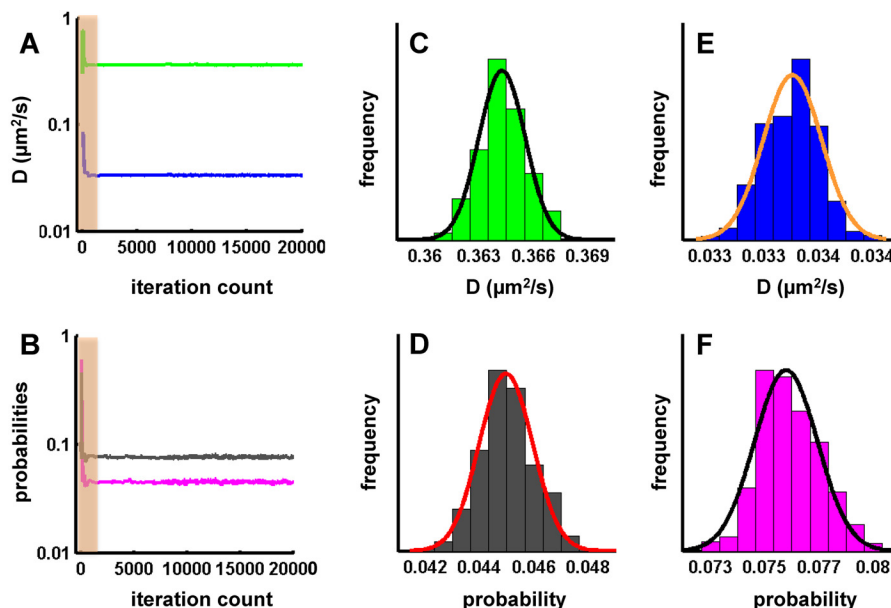 A
D (µm²/s)
1
0.1
0.01
0 5000 10000 15000 20000
iteration count
C
frequency
0.36 0.363 0.366 0.369
D (µm²/s)
E
frequency
0.033 0.033 0.034 0.034
D (µm²/s)
B
probabilities
1
0.1
0.01
0 5000 10000 15000 20000
iteration count
D
frequency
0.042 0.044 0.046 0.048
probability
F
frequency
0.073 0.075 0.077 0.08
probability